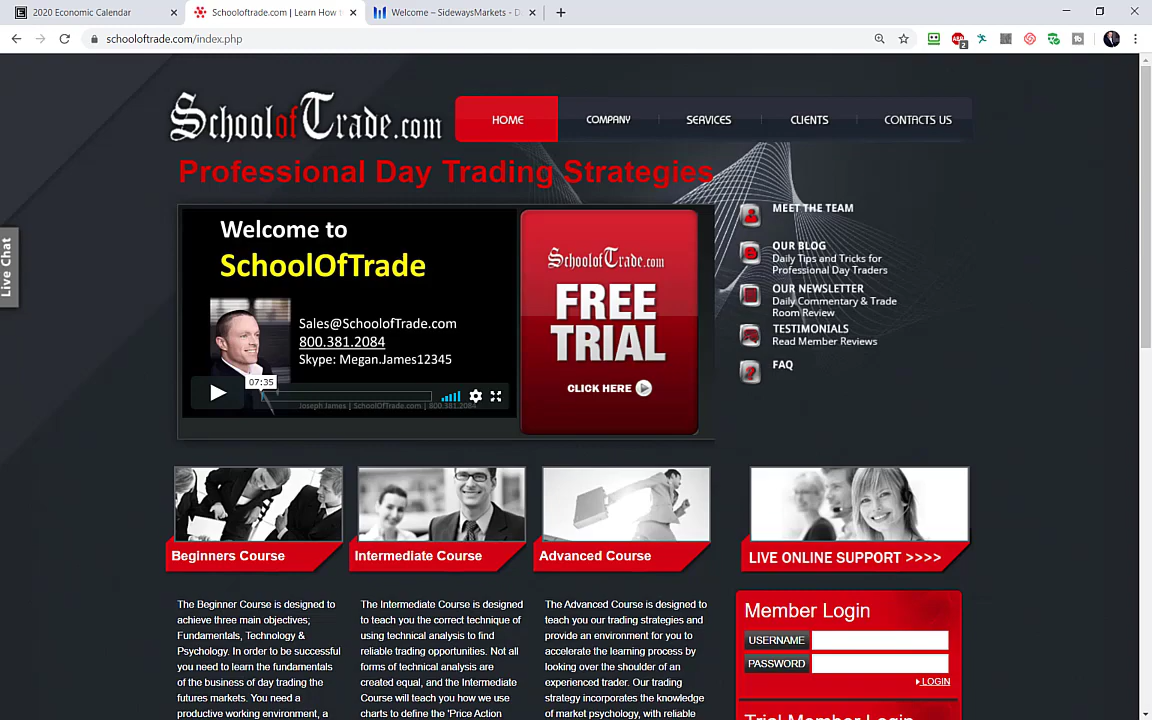 2020 Economic Calendar
Schooloftrade.com | Learn How to
Welcome ~ SidewaysMarkets - D
schooloftrade.com/index.php
2
SchoolofTrade.com
HOME
COMPANY
SERVICES
CLIENTS
CONTACTS US
Professional Day Trading Strategies
Live Chat
Welcome to
SchoolOfTrade
Sales@SchoolofTrade.com
800.381.2084
Skype: Megan.James12345
07:35
Joseph James | SchoolOfTrade.com | 800.381.2084
SchoolofTrade.com
FREE
TRIAL
CLICK HERE
MEET THE TEAM
OUR BLOG
Daily Tips and Tricks for
Professional Day Traders
OUR NEWSLETTER
Daily Commentary & Trade
Room Review
TESTIMONIALS
Read Member Reviews
FAQ
Beginners Course
Intermediate Course
Advanced Course
LIVE ONLINE SUPPORT >>>>
The Beginner Course is designed to
achieve three main objectives;
Fundamentals, Technology &
Psychology. In order to be successful
you need to learn the fundamentals
of the business of day trading the
futures markets. You need a
productive working environment, a
The Intermediate Course is designed
to teach you the correct technique of
using technical analysis to find
reliable trading opportunities. Not all
forms of technical analysis are
created equal, and the Intermediate
Course will teach you how we use
charts to define the 'Price Action
The Advanced Course is designed to
teach you our trading strategies and
provide an environment for you to
accelerate the learning process by
looking over the shoulder of an
experienced trader. Our trading
strategy incorporates the knowledge
of market psychology, with reliable
Member Login
USERNAME
PASSWORD
LOGIN
Trial Member Login